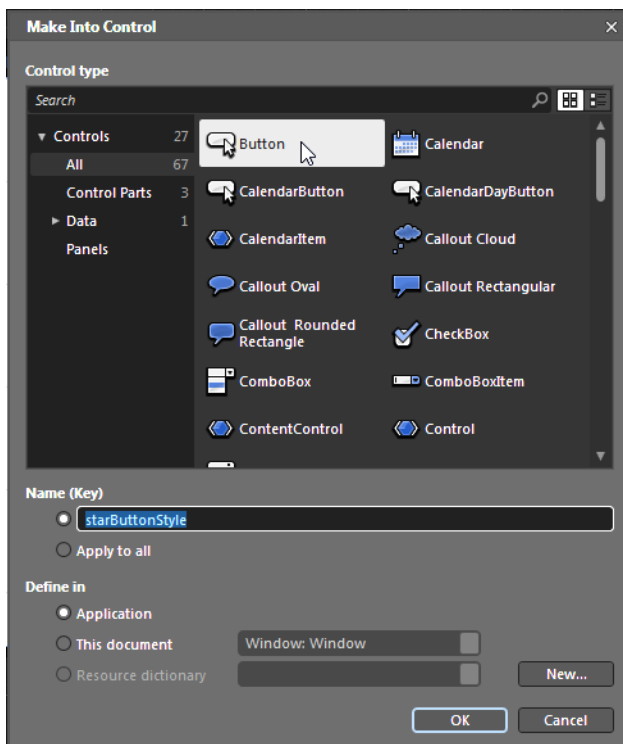 Make Into Control
Control type
Search
Controls 27
All 67
Control Parts 3
Data 1
Panels
Button
Calendar
CalendarButton
CalendarDayButton
CalendarItem
Callout Cloud
Callout Oval
Callout Rectangular
Callout Rounded
Rectangle
CheckBox
ComboBox
ComboBoxItem
ContentControl
Control
Name (Key)
starButtonStyle
Apply to all
Define in
Application
This document
Window: Window
Resource dictionary
New...
OK
Cancel